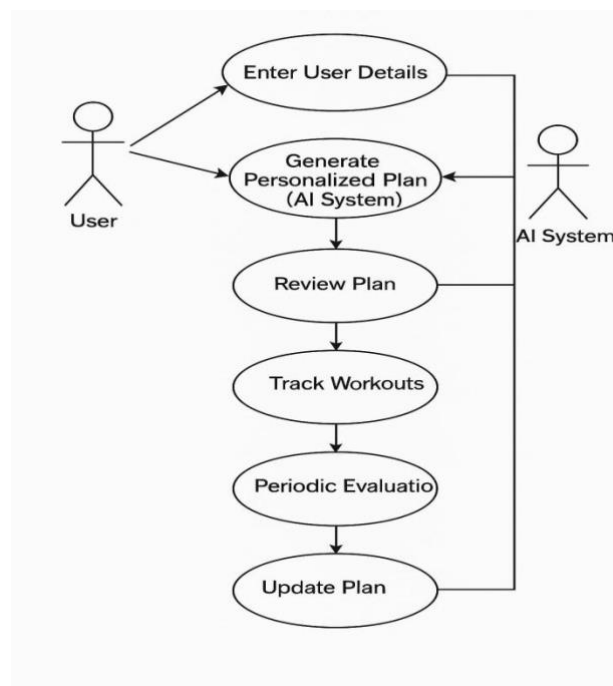 Enter User Details
User
Generate
Personalized Plan
(AI System)
AI System
Review Plan
Track Workouts
Periodic Evaluatio
Update Plan